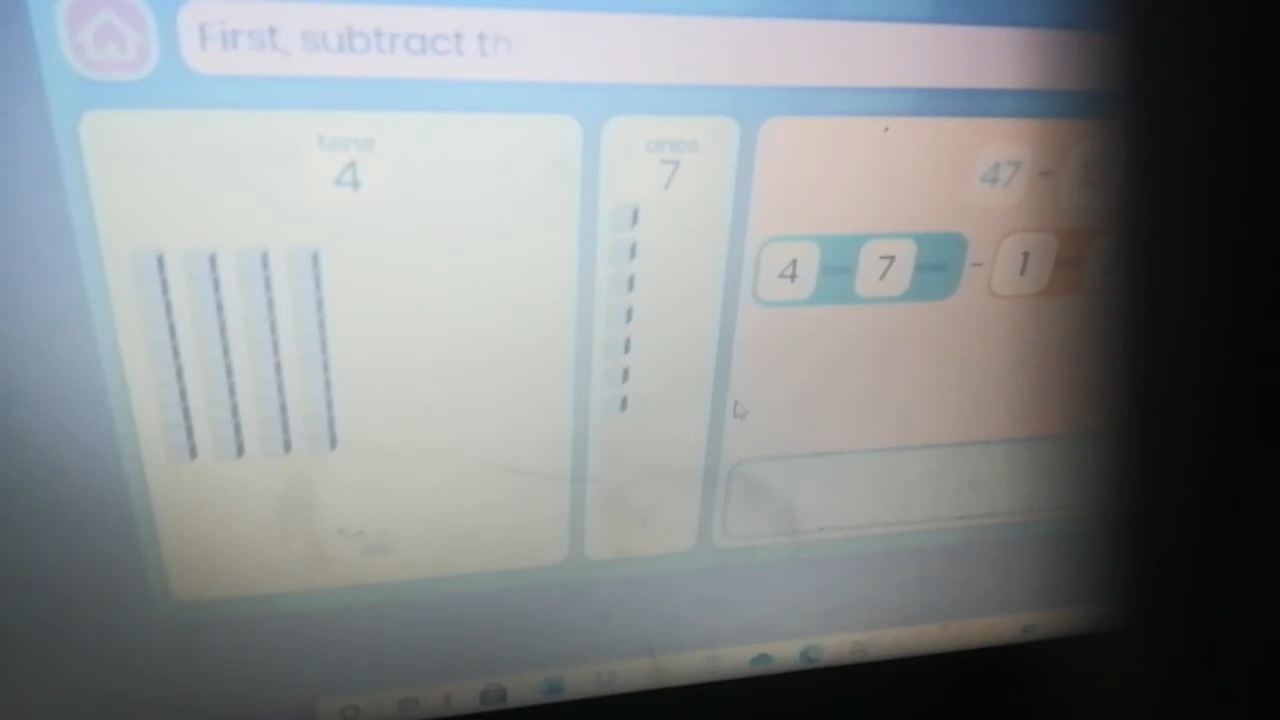 First, subtract th
tens
ones
4
7
47 -
4 7 - 1